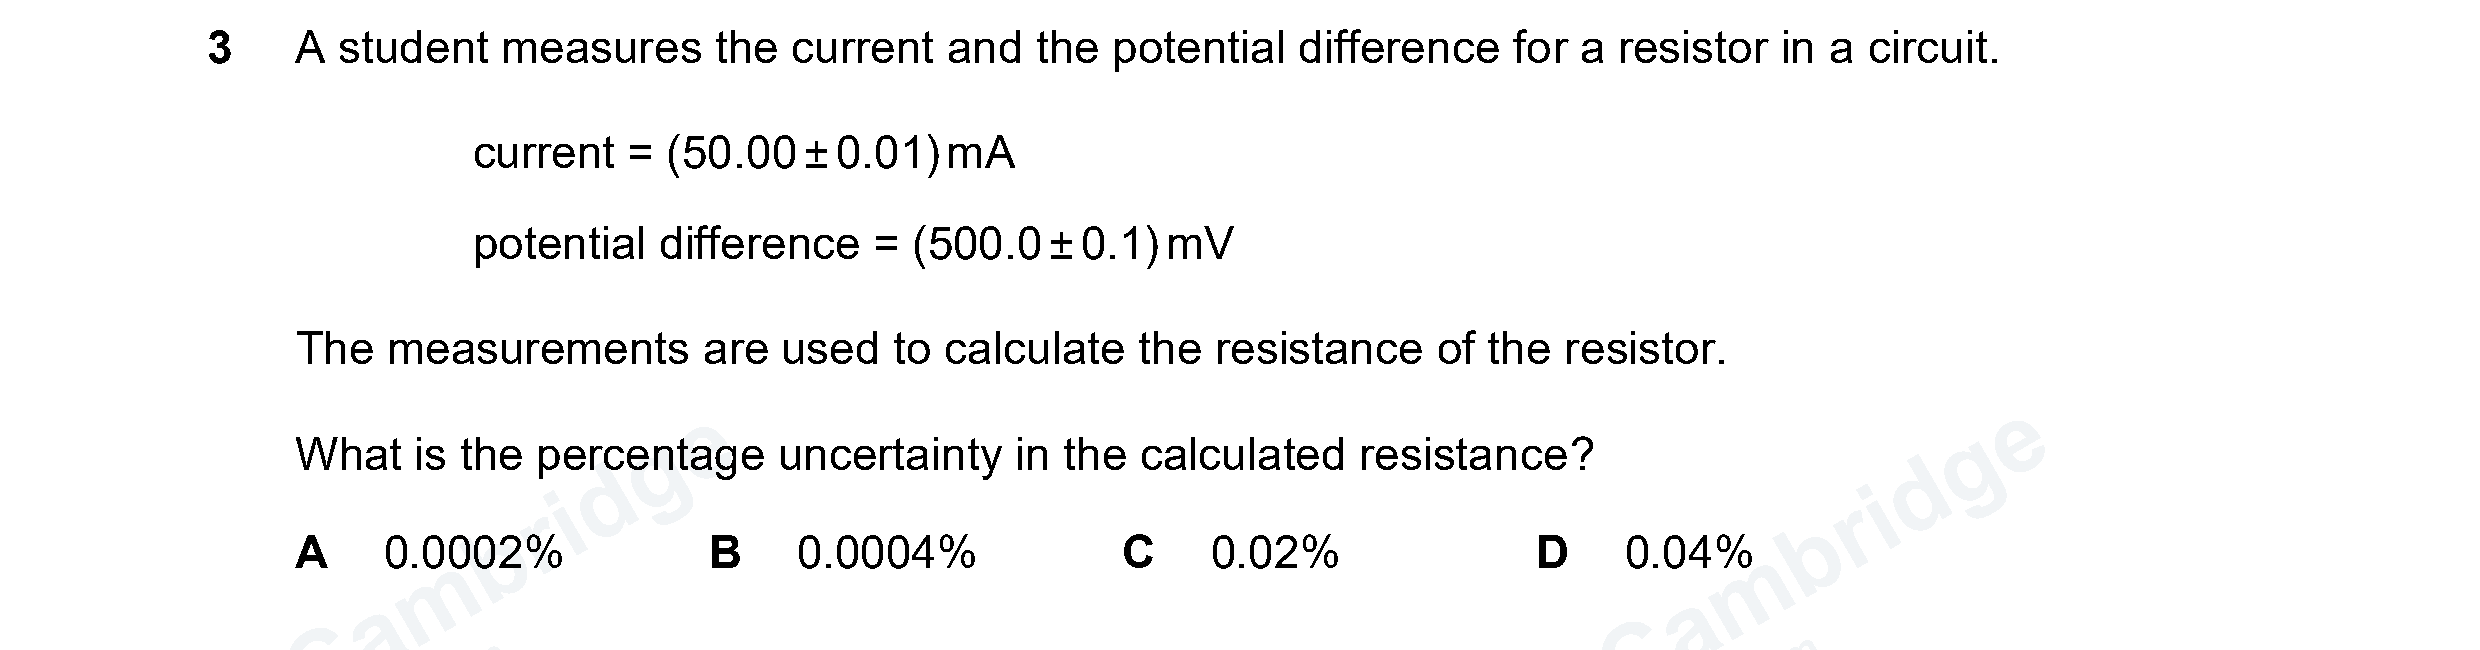 3 A student measures the current and the potential difference for a resistor in a circuit.
current = (50.00 ± 0.01) mA
potential difference = (500.0 ± 0.1) mV
The measurements are used to calculate the resistance of the resistor.
What is the percentage uncertainty in the calculated resistance?
A 0.0002% B 0.0004% C 0.02% D 0.04%
Cambridge Cambridge